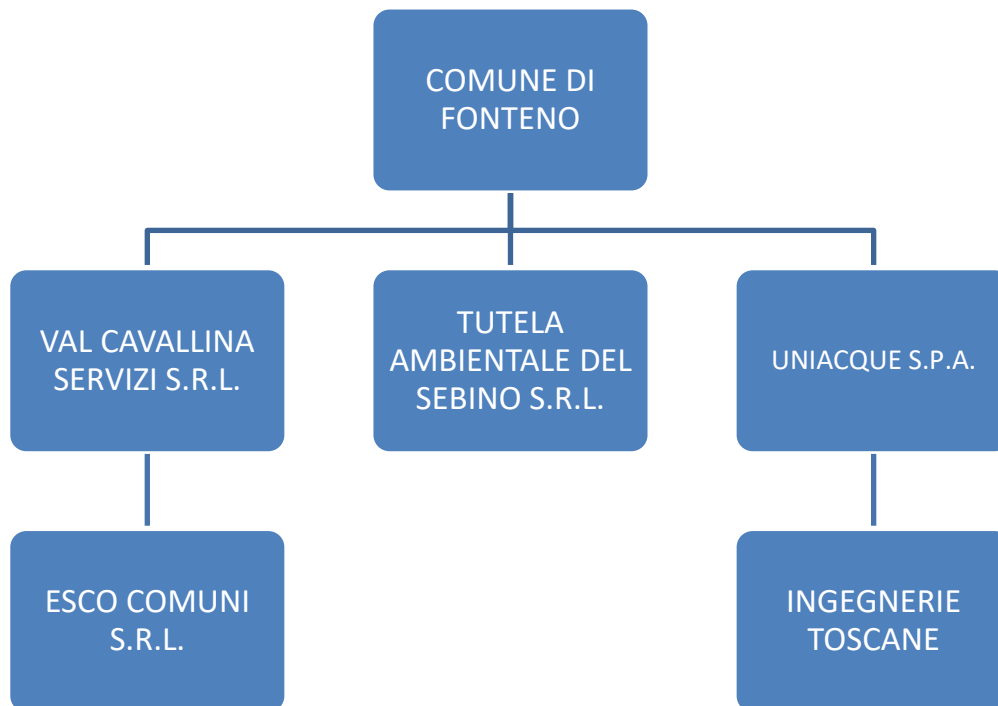 COMUNE DI
FONTENO
VAL CAVALLINA
SERVIZI S.R.L.
TUTELA
AMBIENTALE DEL
SEBINO S.R.L.
UNIACQUE S.P.A.
ESCO COMUNI
S.R.L.
INGEGNERIE
TOSCANE